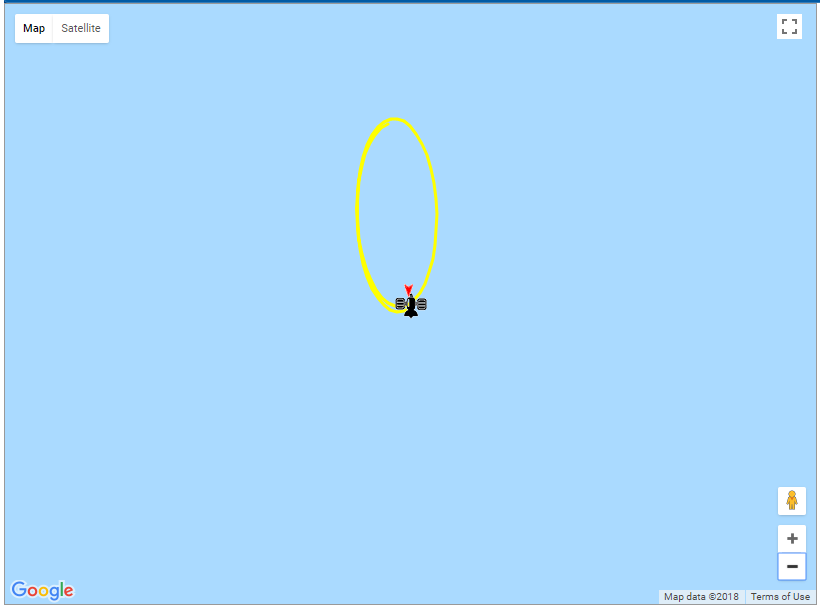 Map Satellite
+
−
Google
Map data ©2018 Terms of Use